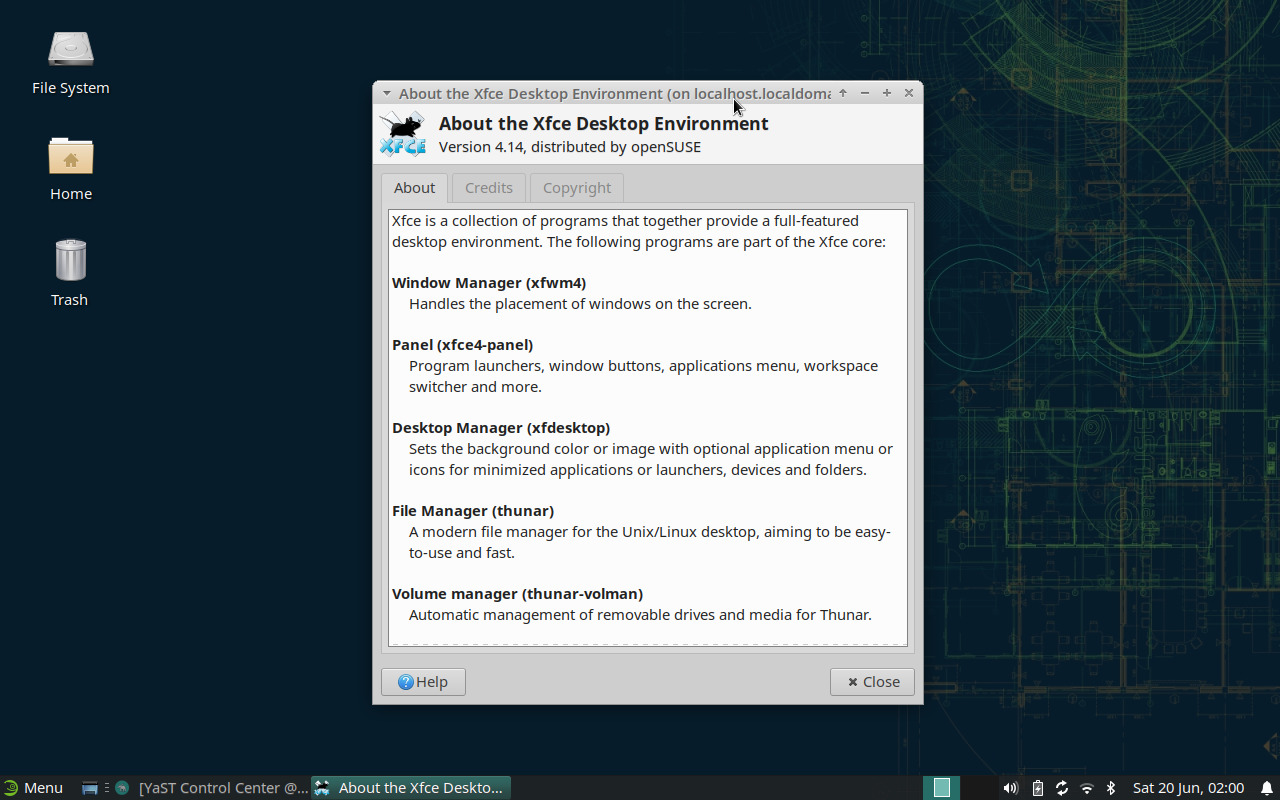 File System
Home
Trash
About the Xfce Desktop Environment (on localhost.localdoma
XFCE
About the Xfce Desktop Environment
Version 4.14, distributed by openSUSE
About
Credits
Copyright
Xfce is a collection of programs that together provide a full-featured
desktop environment. The following programs are part of the Xfce core:
Window Manager (xfwm4)
Handles the placement of windows on the screen.
Panel (xfce4-panel)
Program launchers, window buttons, applications menu, workspace
switcher and more.
Desktop Manager (xfdesktop)
Sets the background color or image with optional application menu or
icons for minimized applications or launchers, devices and folders.
File Manager (thunar)
A modern file manager for the Unix/Linux desktop, aiming to be easy-
to-use and fast.
Volume manager (thunar-volman)
Automatic management of removable drives and media for Thunar.
Help
Close
Menu
[YaST Control Center @...
About the Xfce Deskto...
Sat 20 Jun, 02:00